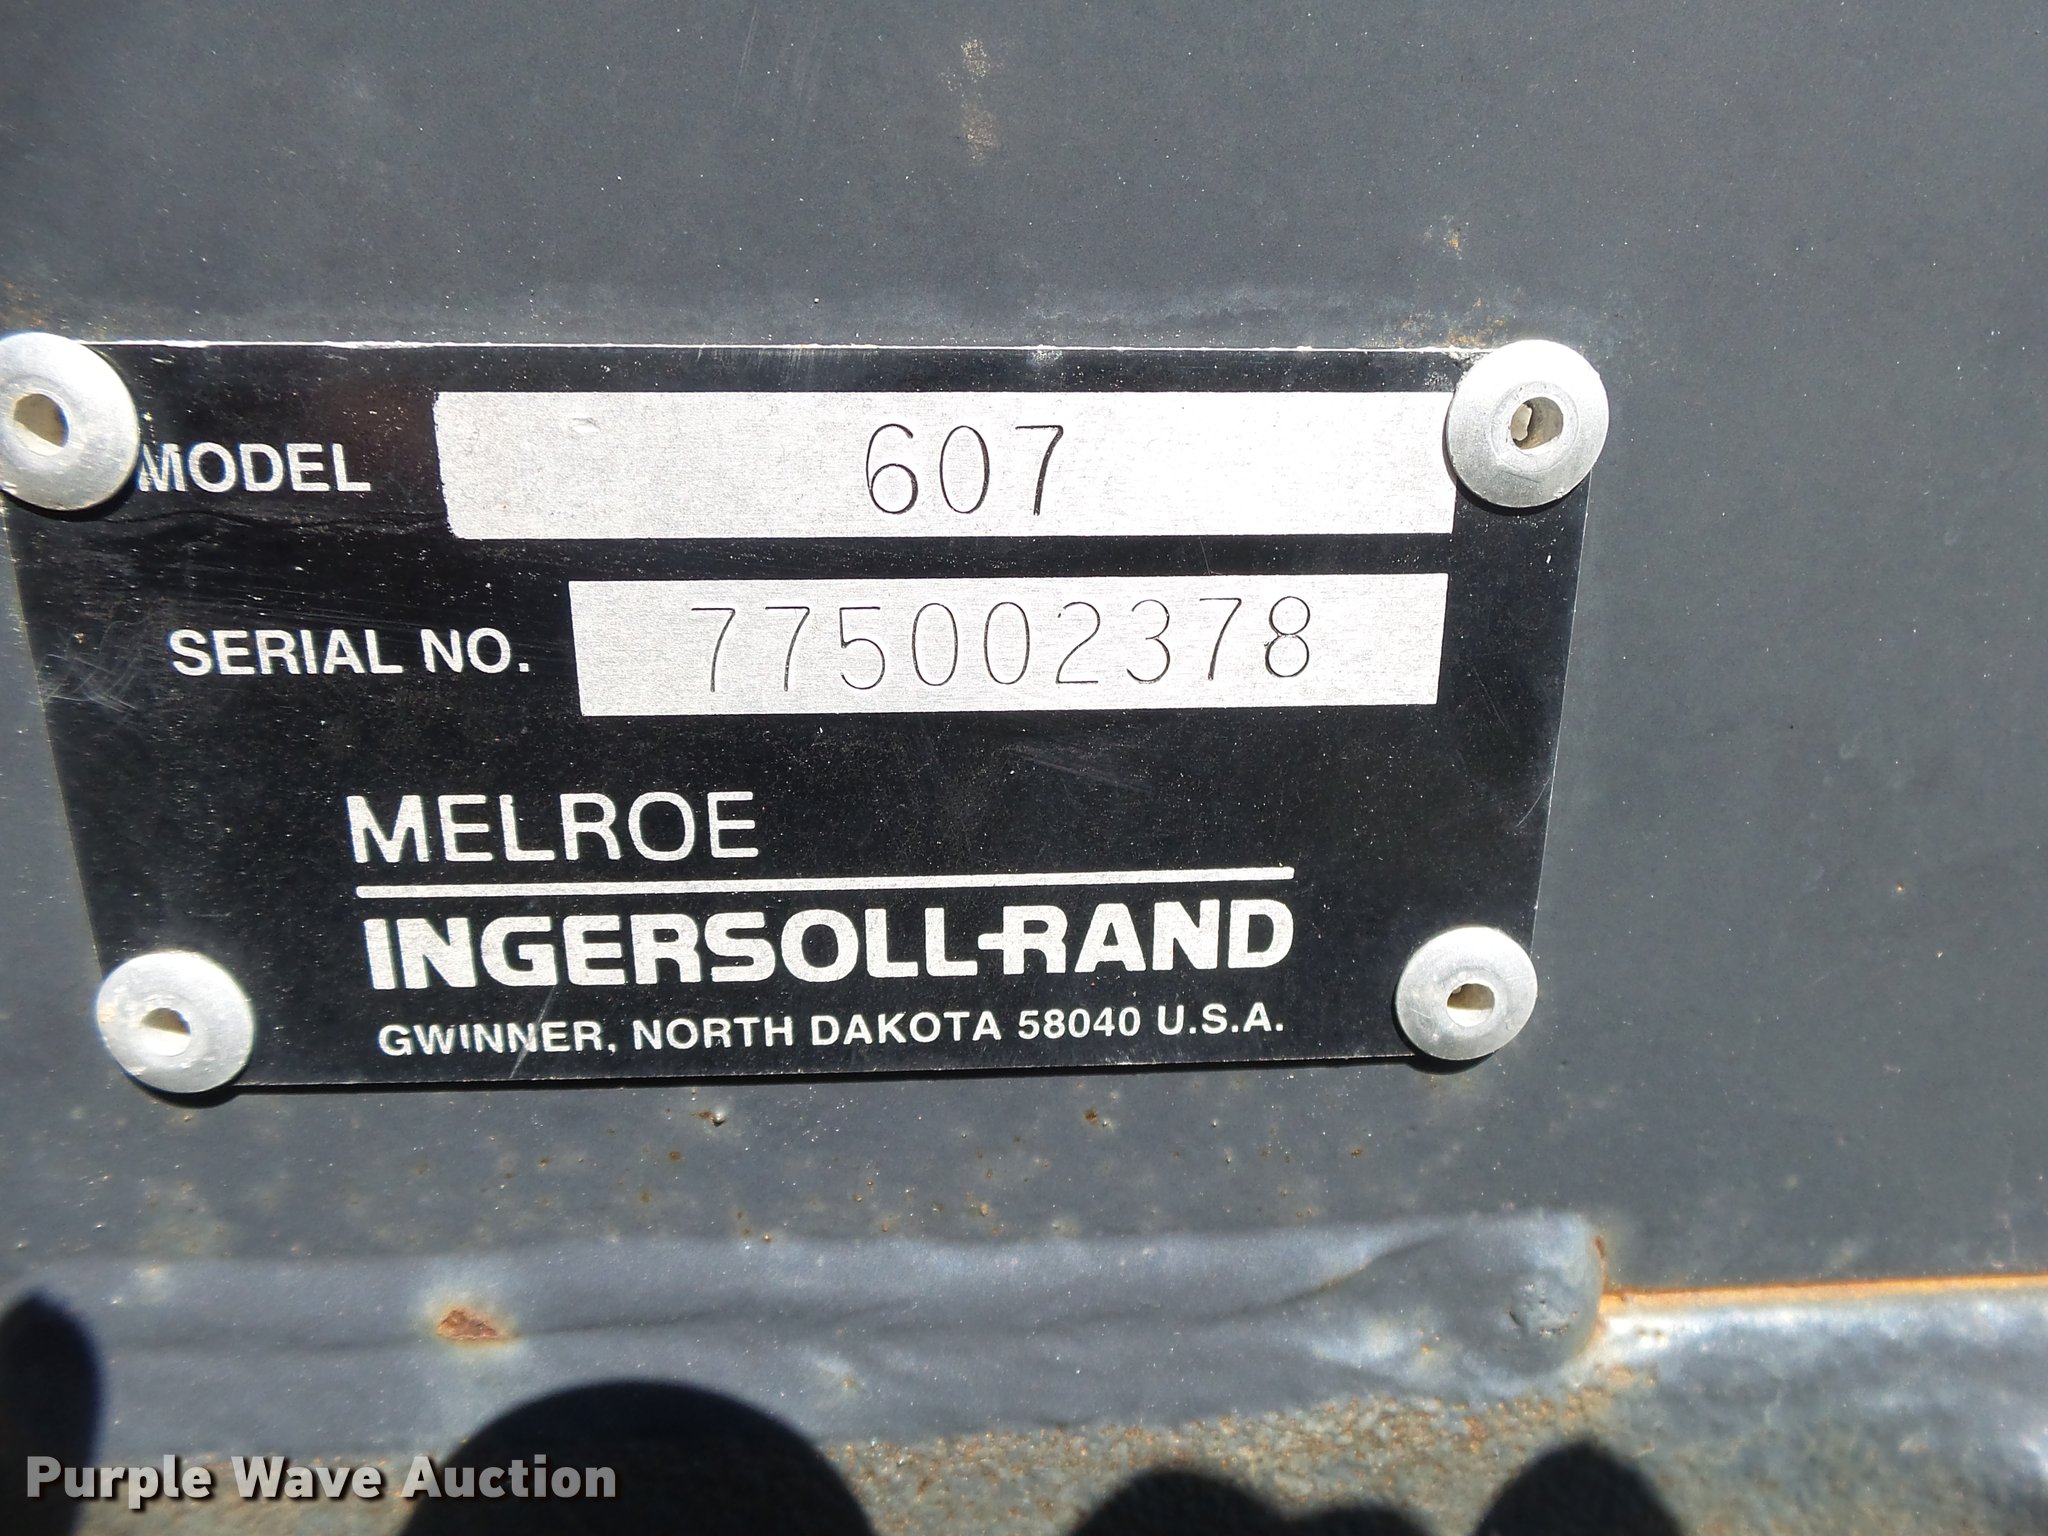 MODEL 607
SERIAL NO. 775002378
MELROE
INGERSOLL-RAND
GWINNER, NORTH DAKOTA 58040 U.S.A.
Purple Wave Auction